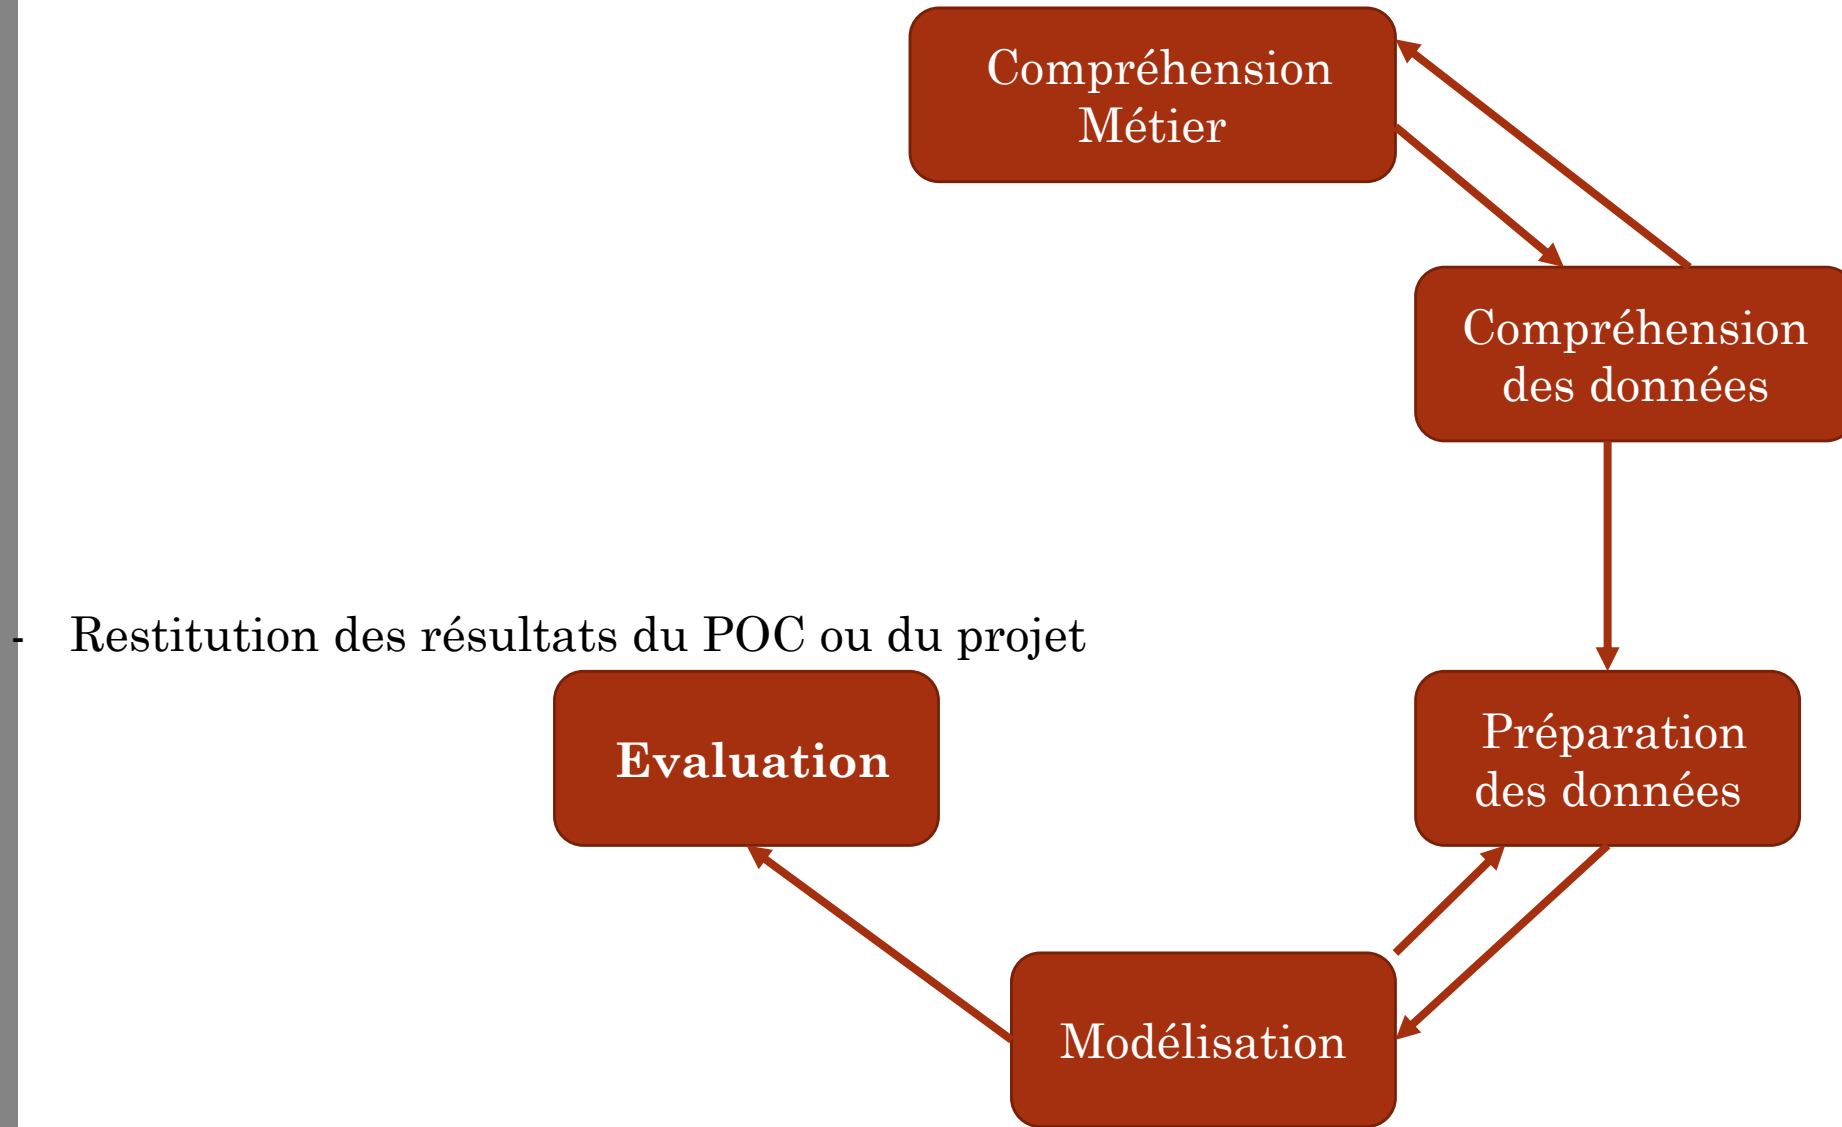 Compréhension
Métier
Compréhension
des données
- Restitution des résultats du POC ou du projet
Evaluation
Préparation
des données
Modélisation